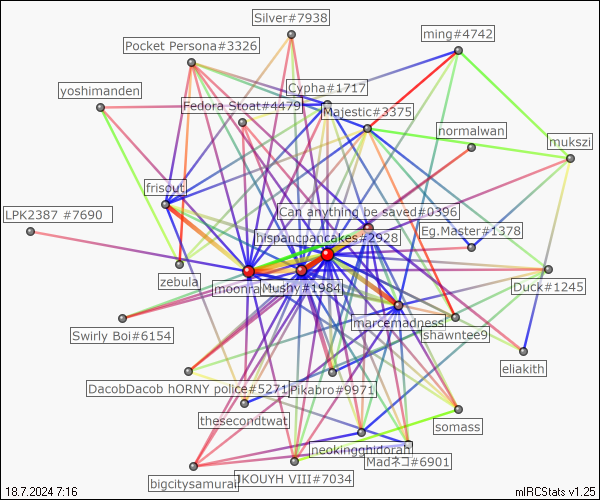 Silver#7938
ming#4742
Pocket Persona#3326
yoshimanden
Cypha#1717
Fedora Stoat#4479
Majestic#3375
normalwan
mukszi
frisout
LPK2387 #7690
Can anything be saved#0396
Eg.Master#1378
hispancpancakes#2928
zebula
moonra
Mushy#1984
Duck#1245
marcemadness
Swirly Boi#6154
shawntee9
eliakith
DacobDacob hORNY police#5271
Pikabro#9971
thesecondtwat
somass
neokingghidorah
Madネコ#6901
bigcitysamurai
JKOUYH VIII#7034
18.7.2024 7:16
mIRCStats v1.25